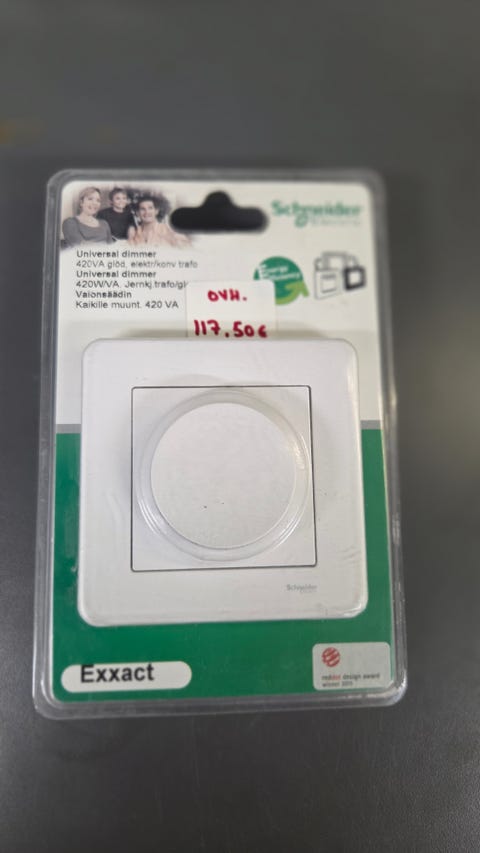 Schneider
Electric
Universal dimmer
420VA glöd, elektr/konv trafo
Universal dimmer
420W/VA. Jernkj.trafo/gl
Valonsäädin
Kaikille muunt. 420 VA
Energy
Efficiency
OVH.
117,50€
Schneider
Exxact
reddot design award
winner